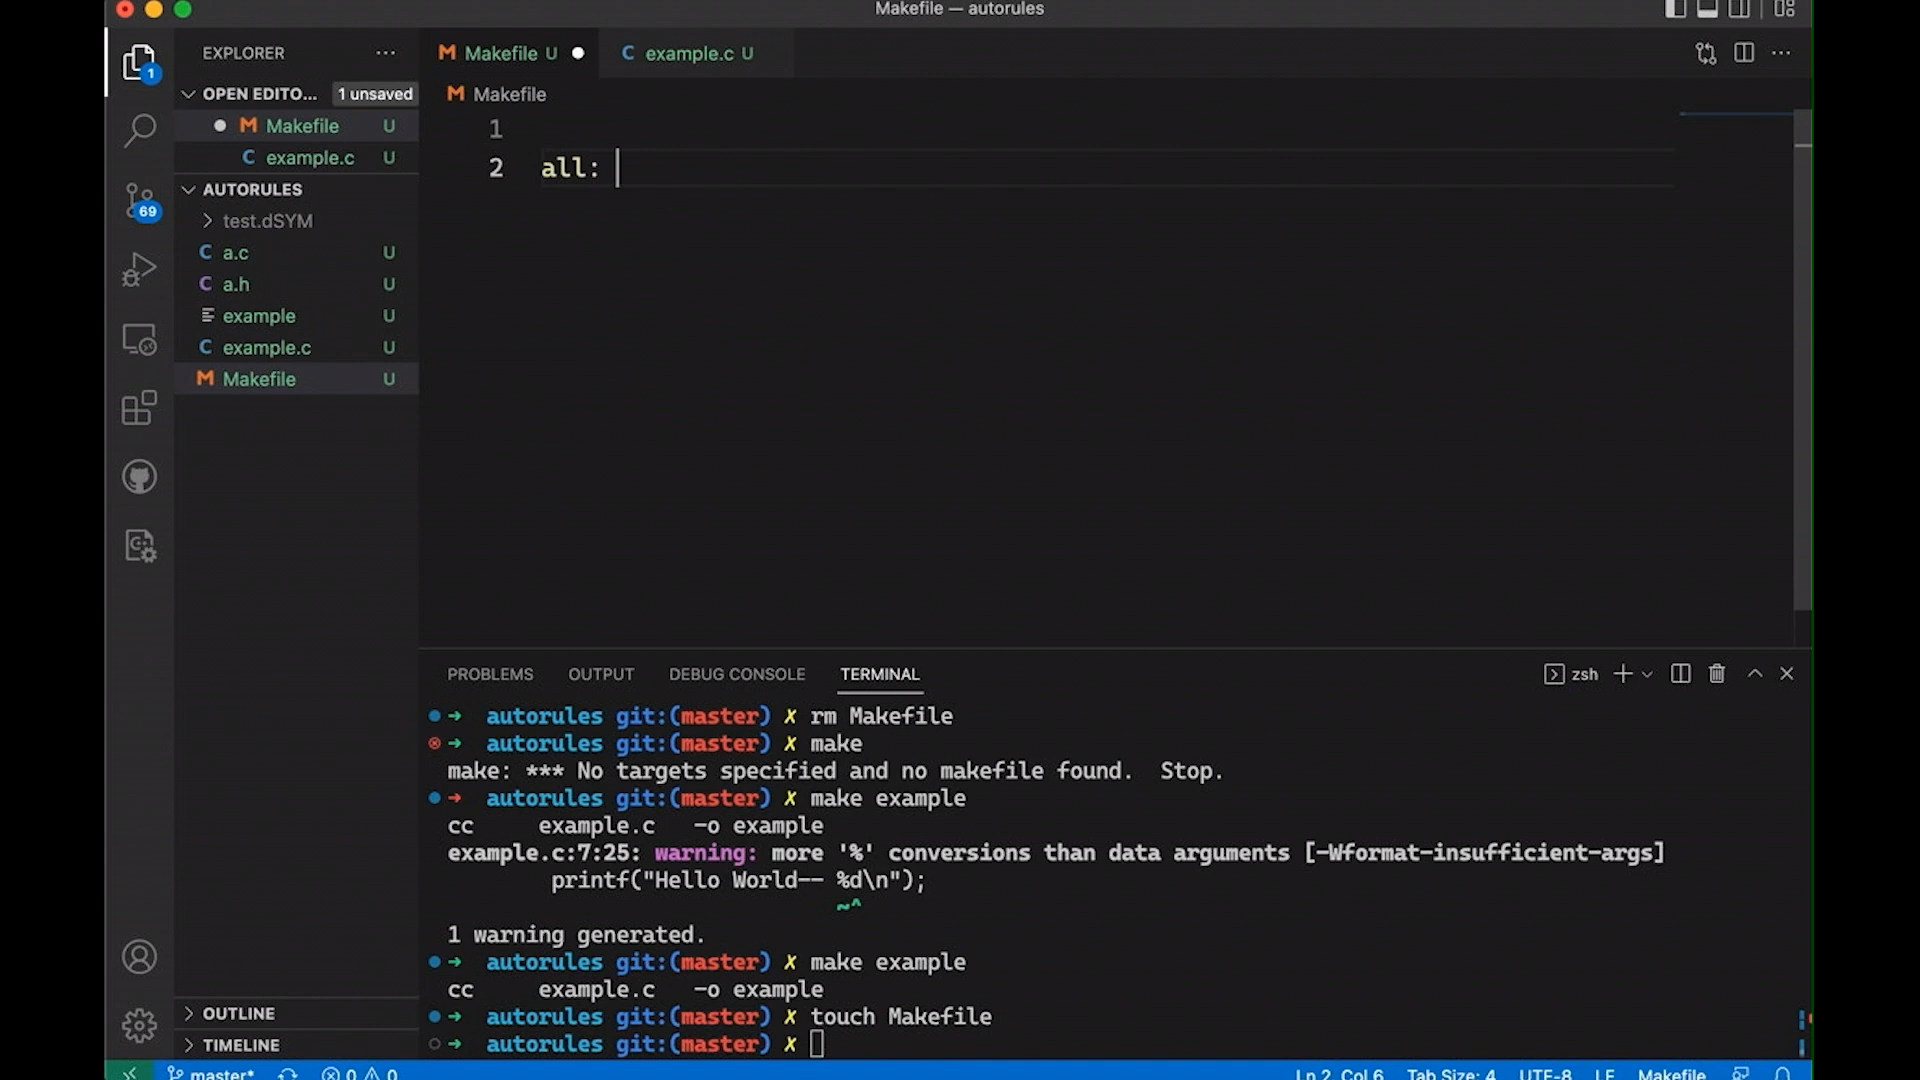 Makefile — autorules
EXPLORER
Makefile U
C example.c U
OPEN EDITO... 1 unsaved
M Makefile
M Makefile U
1
C example.c U
2 all:
AUTORULES
69
test.dSYM
C a.c U
C a.h U
example U
C example.c U
M Makefile U
PROBLEMS OUTPUT DEBUG CONSOLE TERMINAL
zsh
autorules git:(master) ✗ rm Makefile
autorules git:(master) ✗ make
make: *** No targets specified and no makefile found.  Stop.
autorules git:(master) ✗ make example
cc     example.c   -o example
example.c:7:25: warning: more '%' conversions than data arguments [-Wformat-insufficient-args]
printf("Hello World-- %d\n");
~^
1 warning generated.
autorules git:(master) ✗ make example
cc     example.c   -o example
autorules git:(master) ✗ touch Makefile
autorules git:(master) ✗
OUTLINE
TIMELINE
master* 0 0 Ln 2, Col 6 Tab Size: 4 UTF-8 LF Makefile